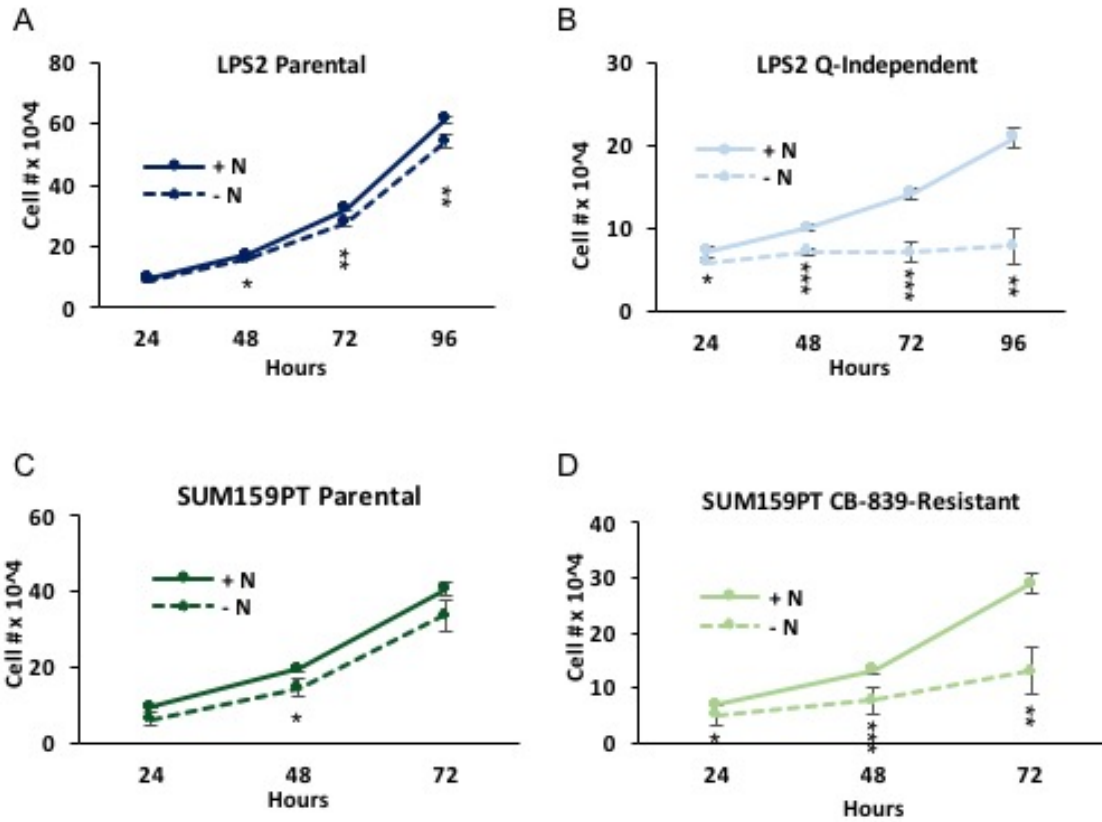 A
LPS2 Parental
80
60
40
20
0
Cell # x 10^4
+ N
- N
*
**
**
24 48 72 96
Hours
B
LPS2 Q-Independent
30
20
10
0
Cell # x 10^4
+ N
- N
*
***
***
**
24 48 72 96
Hours
C
SUM159PT Parental
60
40
20
0
Cell # x 10^4
+ N
- N
*
24 48 72
Hours
D
SUM159PT CB-839-Resistant
40
30
20
10
0
Cell # x 10^4
+ N
- N
*
***
**
24 48 72
Hours